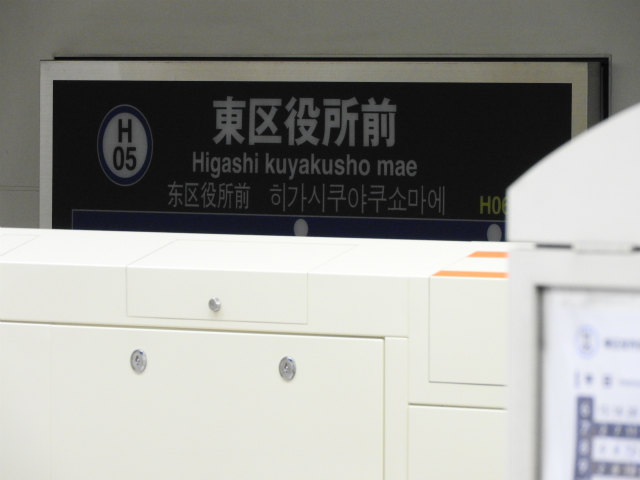 H
05
東区役所前
Higashi kuyakusho mae
东区役所前 히가시쿠야쿠쇼마에
H06